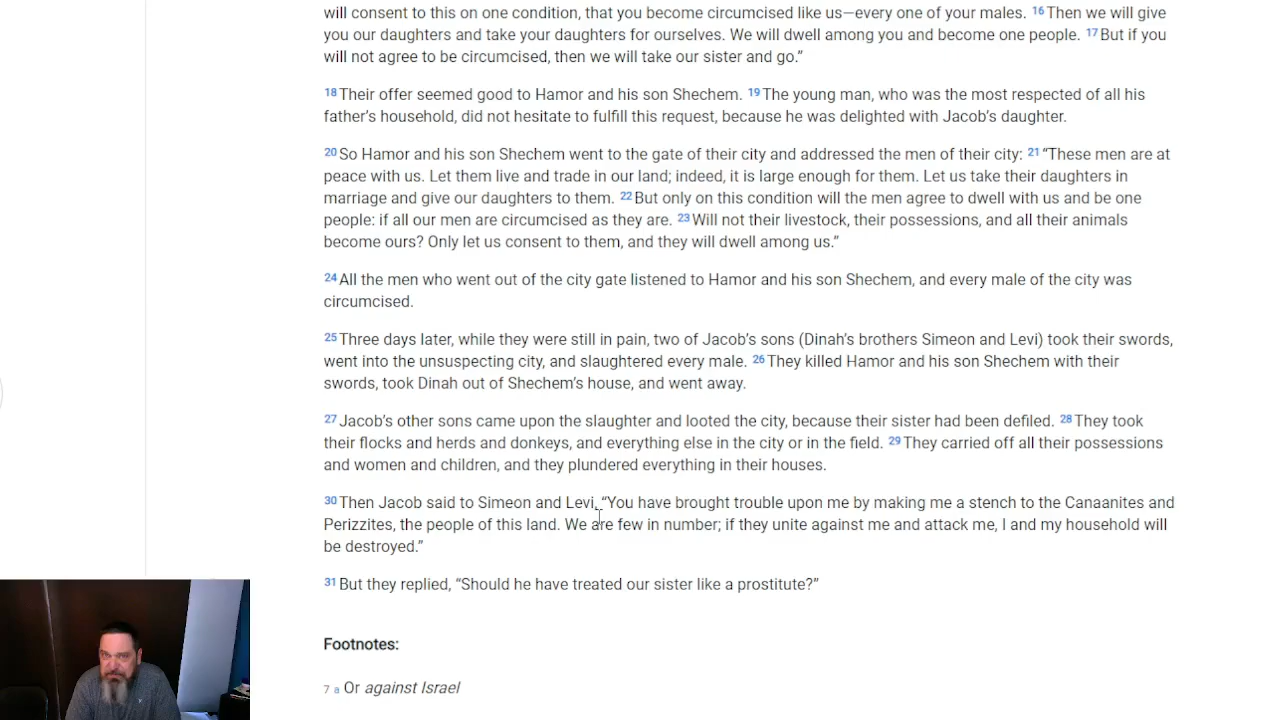 will consent to this on one condition, that you become circumcised like us—every one of your males. 16 Then we will give
you our daughters and take your daughters for ourselves. We will dwell among you and become one people. 17 But if you
will not agree to be circumcised, then we will take our sister and go.”
18 Their offer seemed good to Hamor and his son Shechem. 19 The young man, who was the most respected of all his
father’s household, did not hesitate to fulfill this request, because he was delighted with Jacob’s daughter.
20 So Hamor and his son Shechem went to the gate of their city and addressed the men of their city: 21 “These men are at
peace with us. Let them live and trade in our land; indeed, it is large enough for them. Let us take their daughters in
marriage and give our daughters to them. 22 But only on this condition will the men agree to dwell with us and be one
people: if all our men are circumcised as they are. 23 Will not their livestock, their possessions, and all their animals
become ours? Only let us consent to them, and they will dwell among us.”
24 All the men who went out of the city gate listened to Hamor and his son Shechem, and every male of the city was
circumcised.
25 Three days later, while they were still in pain, two of Jacob’s sons (Dinah’s brothers Simeon and Levi) took their swords,
went into the unsuspecting city, and slaughtered every male. 26 They killed Hamor and his son Shechem with their
swords, took Dinah out of Shechem’s house, and went away.
27 Jacob’s other sons came upon the slaughter and looted the city, because their sister had been defiled. 28 They took
their flocks and herds and donkeys, and everything else in the city or in the field. 29 They carried off all their possessions
and women and children, and they plundered everything in their houses.
30 Then Jacob said to Simeon and Levi, “You have brought trouble upon me by making me a stench to the Canaanites and
Perizzites, the people of this land. We are few in number; if they unite against me and attack me, I and my household will
be destroyed.”
31 But they replied, “Should he have treated our sister like a prostitute?”
Footnotes:
7 a Or against Israel